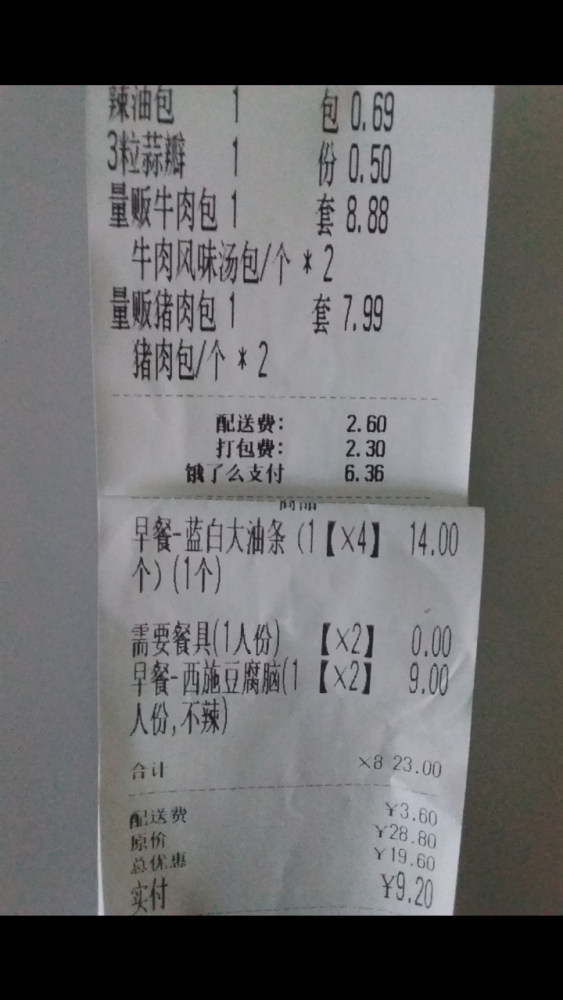 辣油包 1 包 0.69
3粒蒜瓣 1 份 0.50
量贩牛肉包 1 套 8.88
牛肉风味汤包/个 * 2
量贩猪肉包 1 套 7.99
猪肉包/个 * 2
配送费: 2.60
打包费: 2.30
饿了么支付 6.36
商品
早餐-蓝白大油条 (1【×4】 14.00
个) (1个)
需要餐具(1人份) 【×2】 0.00
早餐-西施豆腐脑(1 【×2】 9.00
人份,不辣)
合计 ×8 23.00
配送费 ¥3.60
原价 ¥28.80
总优惠 ¥19.60
实付 ¥9.20